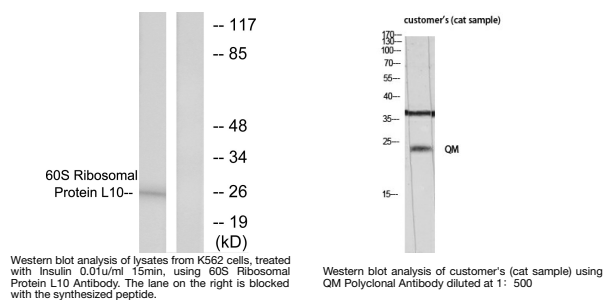 -- 117
-- 85
-- 48
-- 34
60S Ribosomal
Protein L10--
-- 26
-- 19
(kD)
Western blot analysis of lysates from K562 cells, treated
with Insulin 0.01u/ml 15min, using 60S Ribosomal
Protein L10 Antibody. The lane on the right is blocked
with the synthesized peptide.
customer's (cat sample)
170--
130--
100--
70--
55--
40--
35--
25--
QM
15--
Western blot analysis of customer's (cat sample) using
QM Polyclonal Antibody diluted at 1: 500